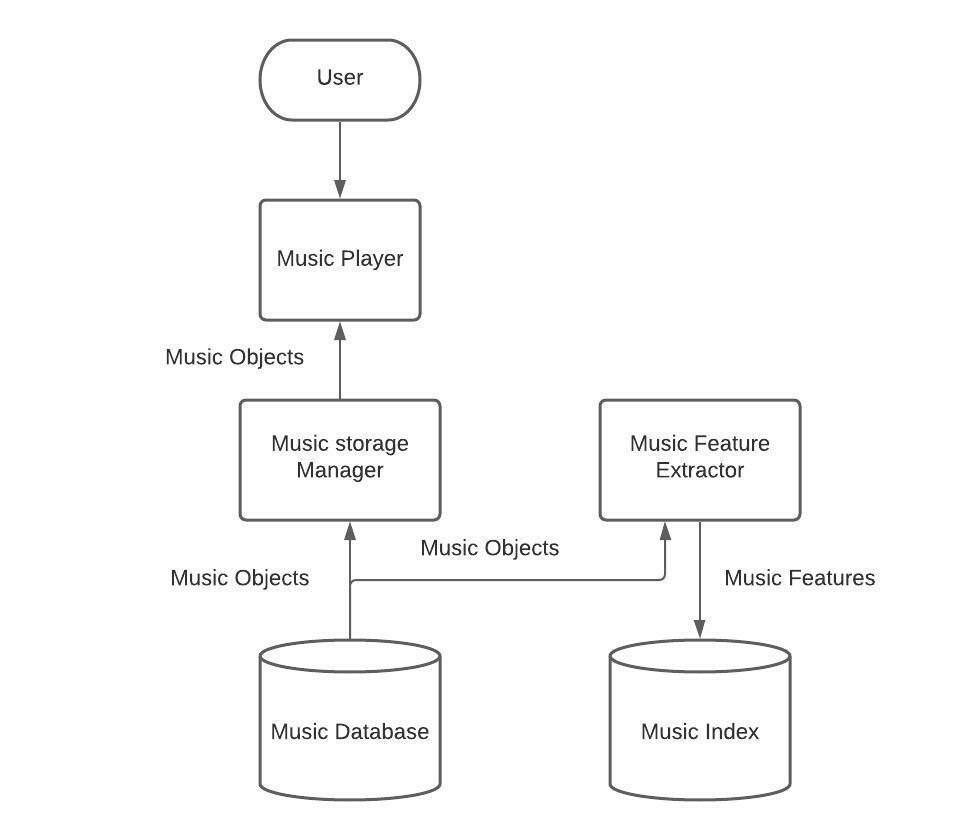 User
Music Player
Music Objects
Music storage
Manager
Music Feature
Extractor
Music Objects
Music Objects
Music Features
Music Database
Music Index